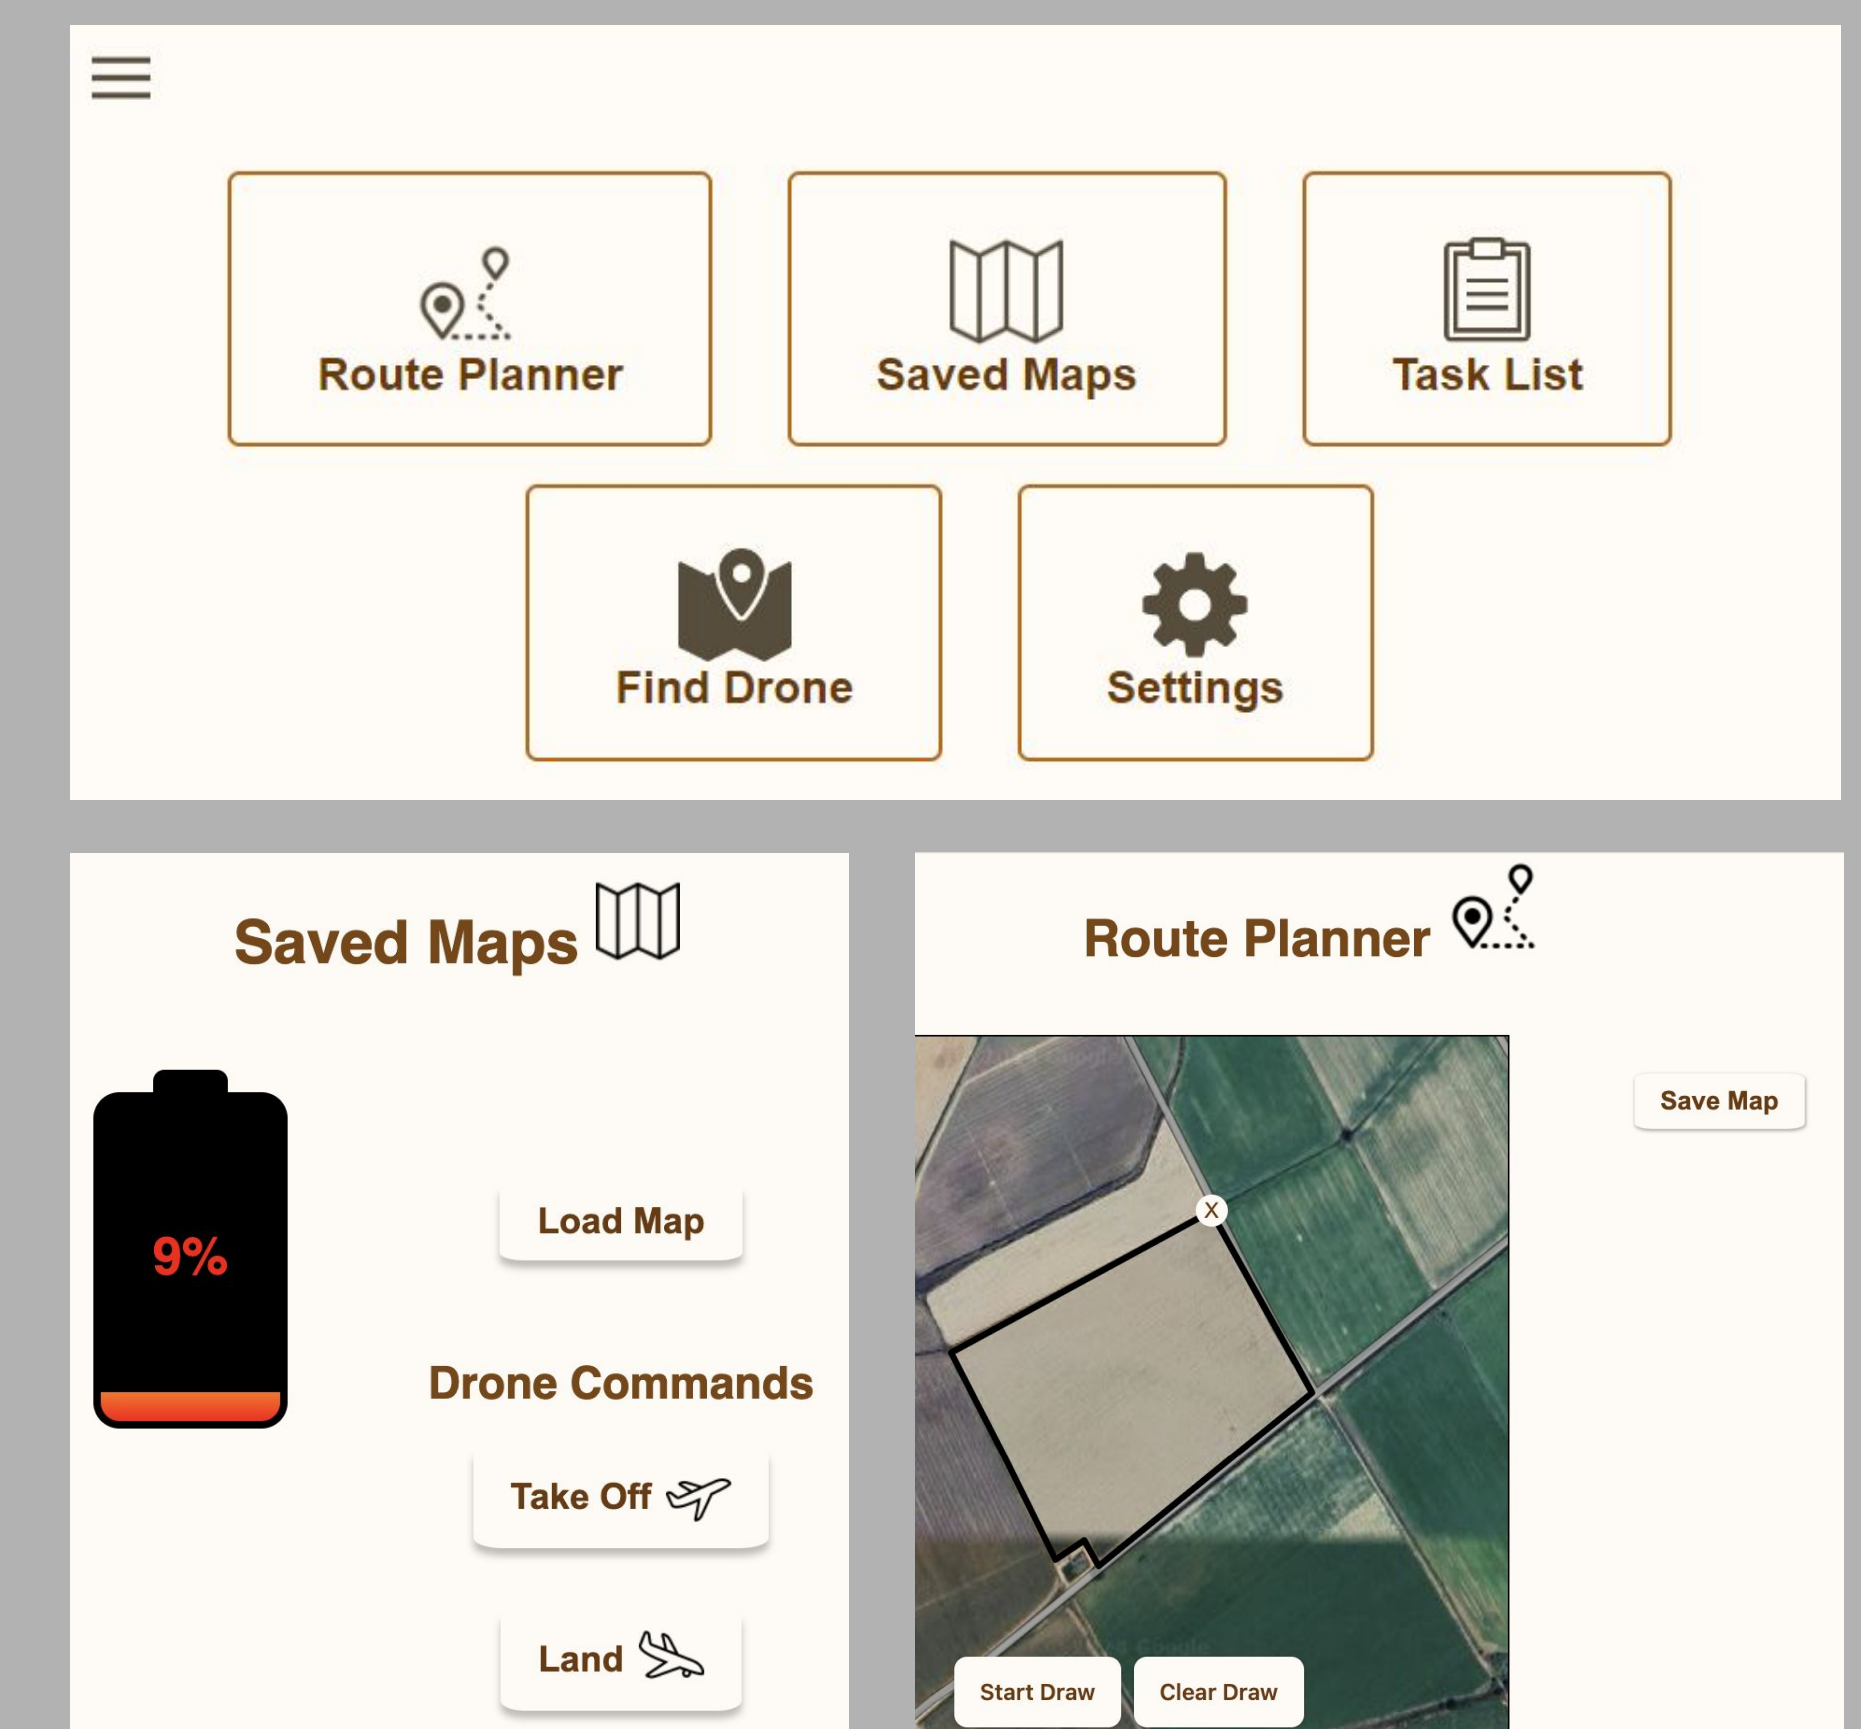 Route Planner
Saved Maps
Task List
Find Drone
Settings
Saved Maps
9%
Load Map
Drone Commands
Take Off
Land
Route Planner
Save Map
X
Google
Start Draw
Clear Draw